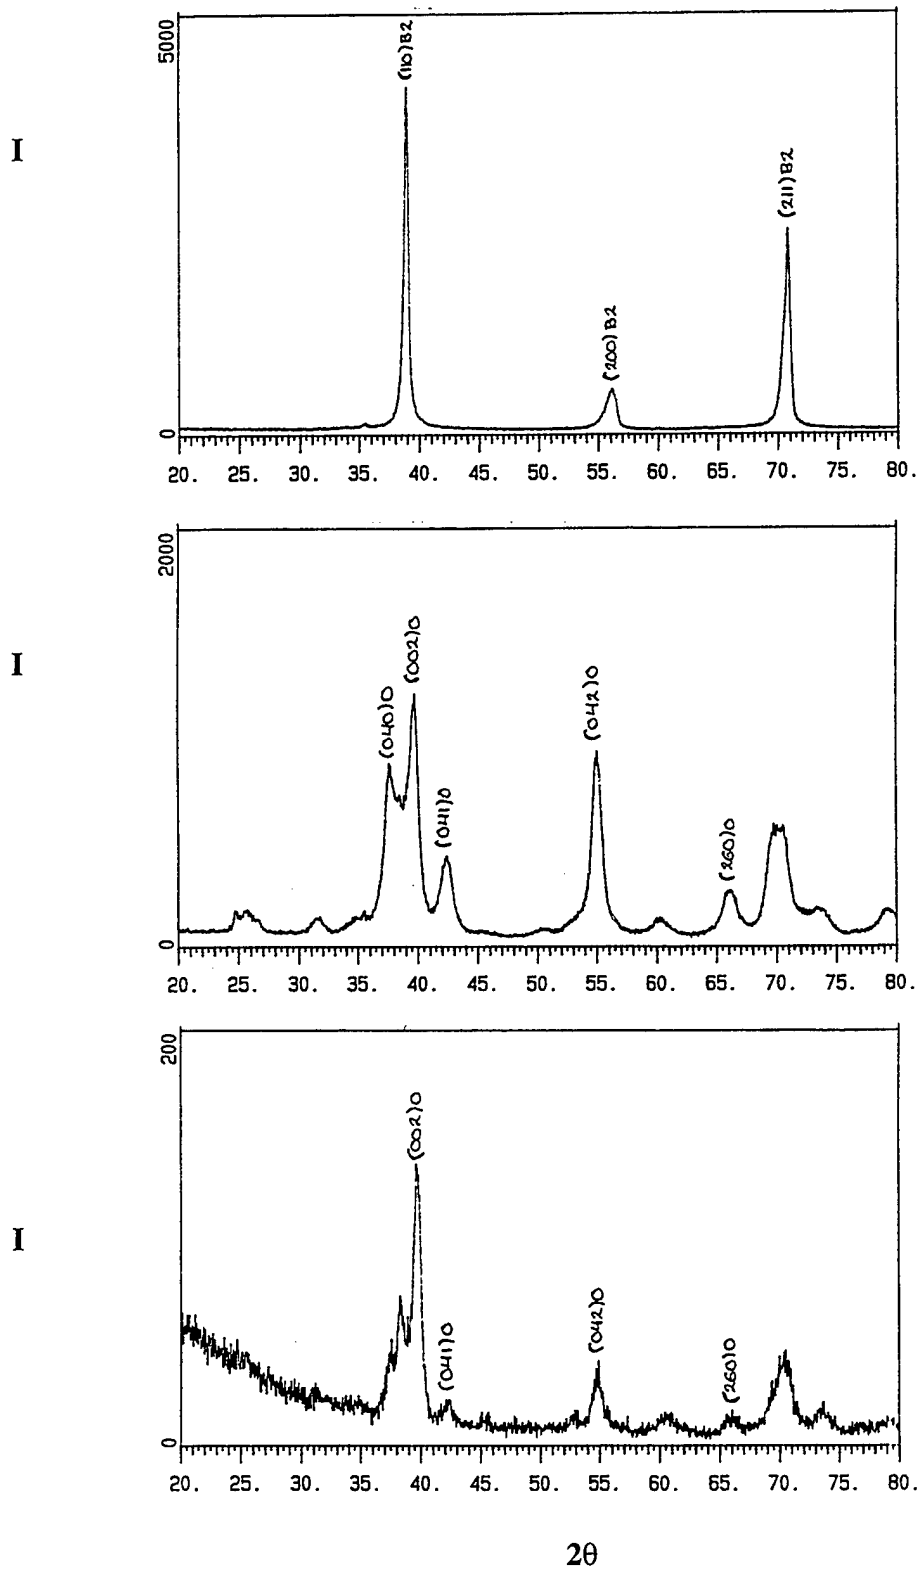 5000
(110)B2
I
(211)B2
(200)B2
0
20. 25. 30. 35. 40. 45. 50. 55. 60. 65. 70. 75. 80.
2000
(002)O
(040)O
(042)O
I
(041)O
(260)O
0
20. 25. 30. 35. 40. 45. 50. 55. 60. 65. 70. 75. 80.
200
(002)O
I
(042)O
(041)O
(260)O
0
20. 25. 30. 35. 40. 45. 50. 55. 60. 65. 70. 75. 80.
2θ